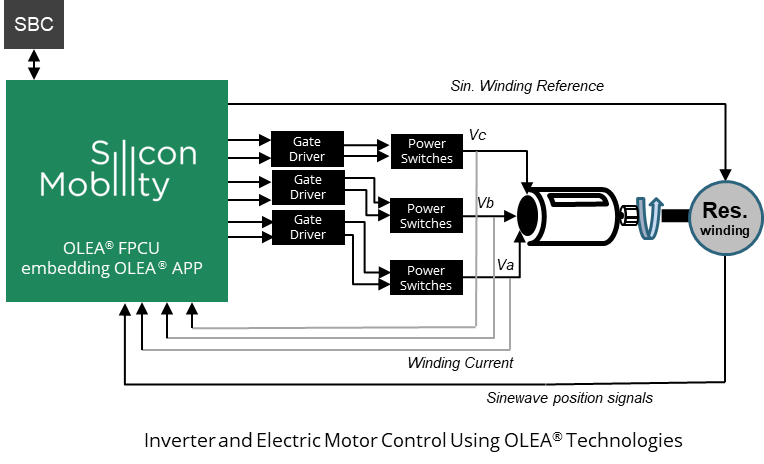 SBC
Sin. Winding Reference
Silicon
Mobility
OLEA® FPCU
embedding OLEA® APP
Gate
Driver
Power
Switches
Vc
Gate
Driver
Power
Switches
Vb
Gate
Driver
Power
Switches
Va
Res.
winding
Winding Current
Sinewave position signals
Inverter and Electric Motor Control Using OLEA® Technologies